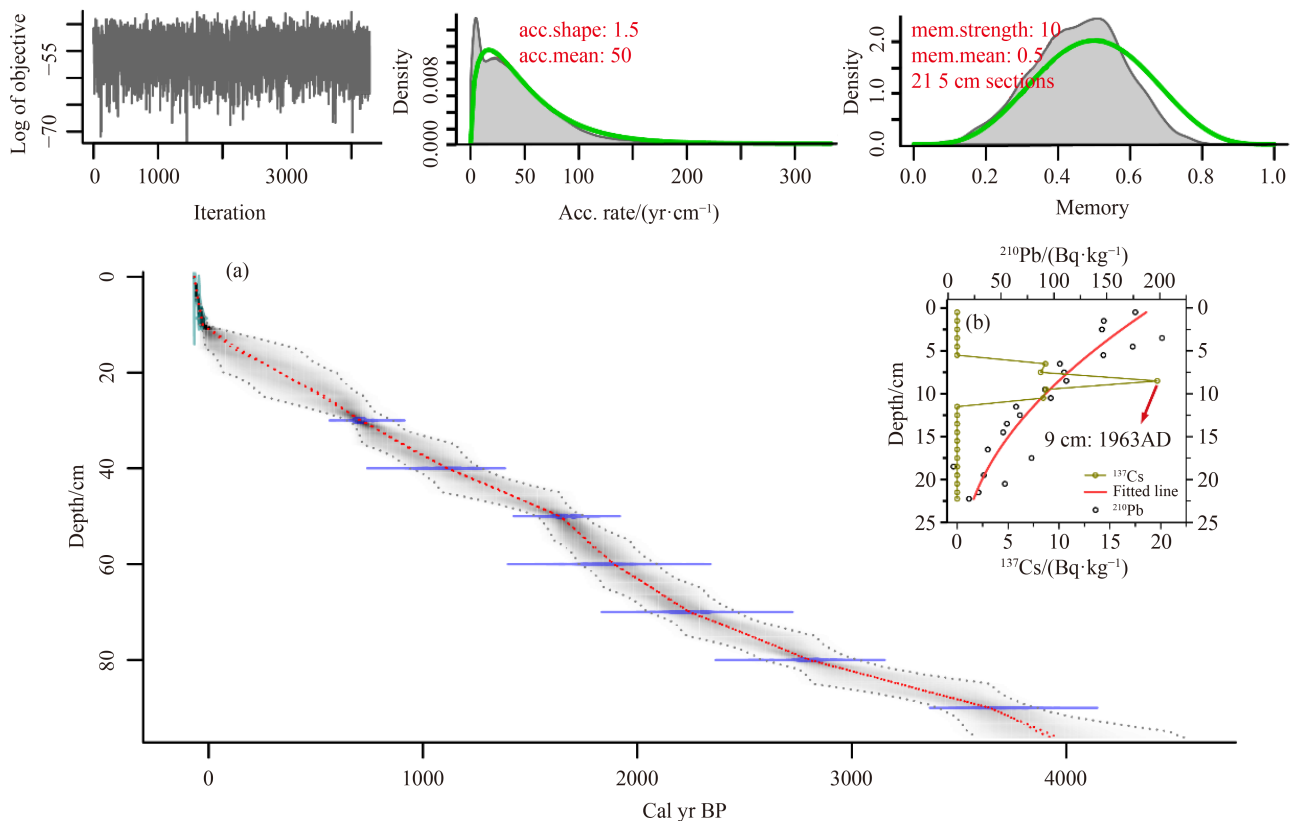 Log of objective
−55
−70
0
1000
3000
Iteration
Density
0.008
0.000
acc.shape: 1.5
acc.mean: 50
0
50
100
200
300
Acc. rate/(yr·cm⁻¹)
Density
2.0
1.0
0.0
mem.strength: 10
mem.mean: 0.5
21 5 cm sections
0.0
0.2
0.4
0.6
0.8
1.0
Memory
(a)
Depth/cm
0
20
40
60
80
0
1000
2000
3000
4000
Cal yr BP
²¹⁰Pb/(Bq·kg⁻¹)
0 50 100 150 200
(b)
Depth/cm
0
5
10
15
20
25
0
5
10
15
20
25
9 cm: 1963AD
¹³⁷Cs
Fitted line
²¹⁰Pb
0 5 10 15 20
¹³⁷Cs/(Bq·kg⁻¹)